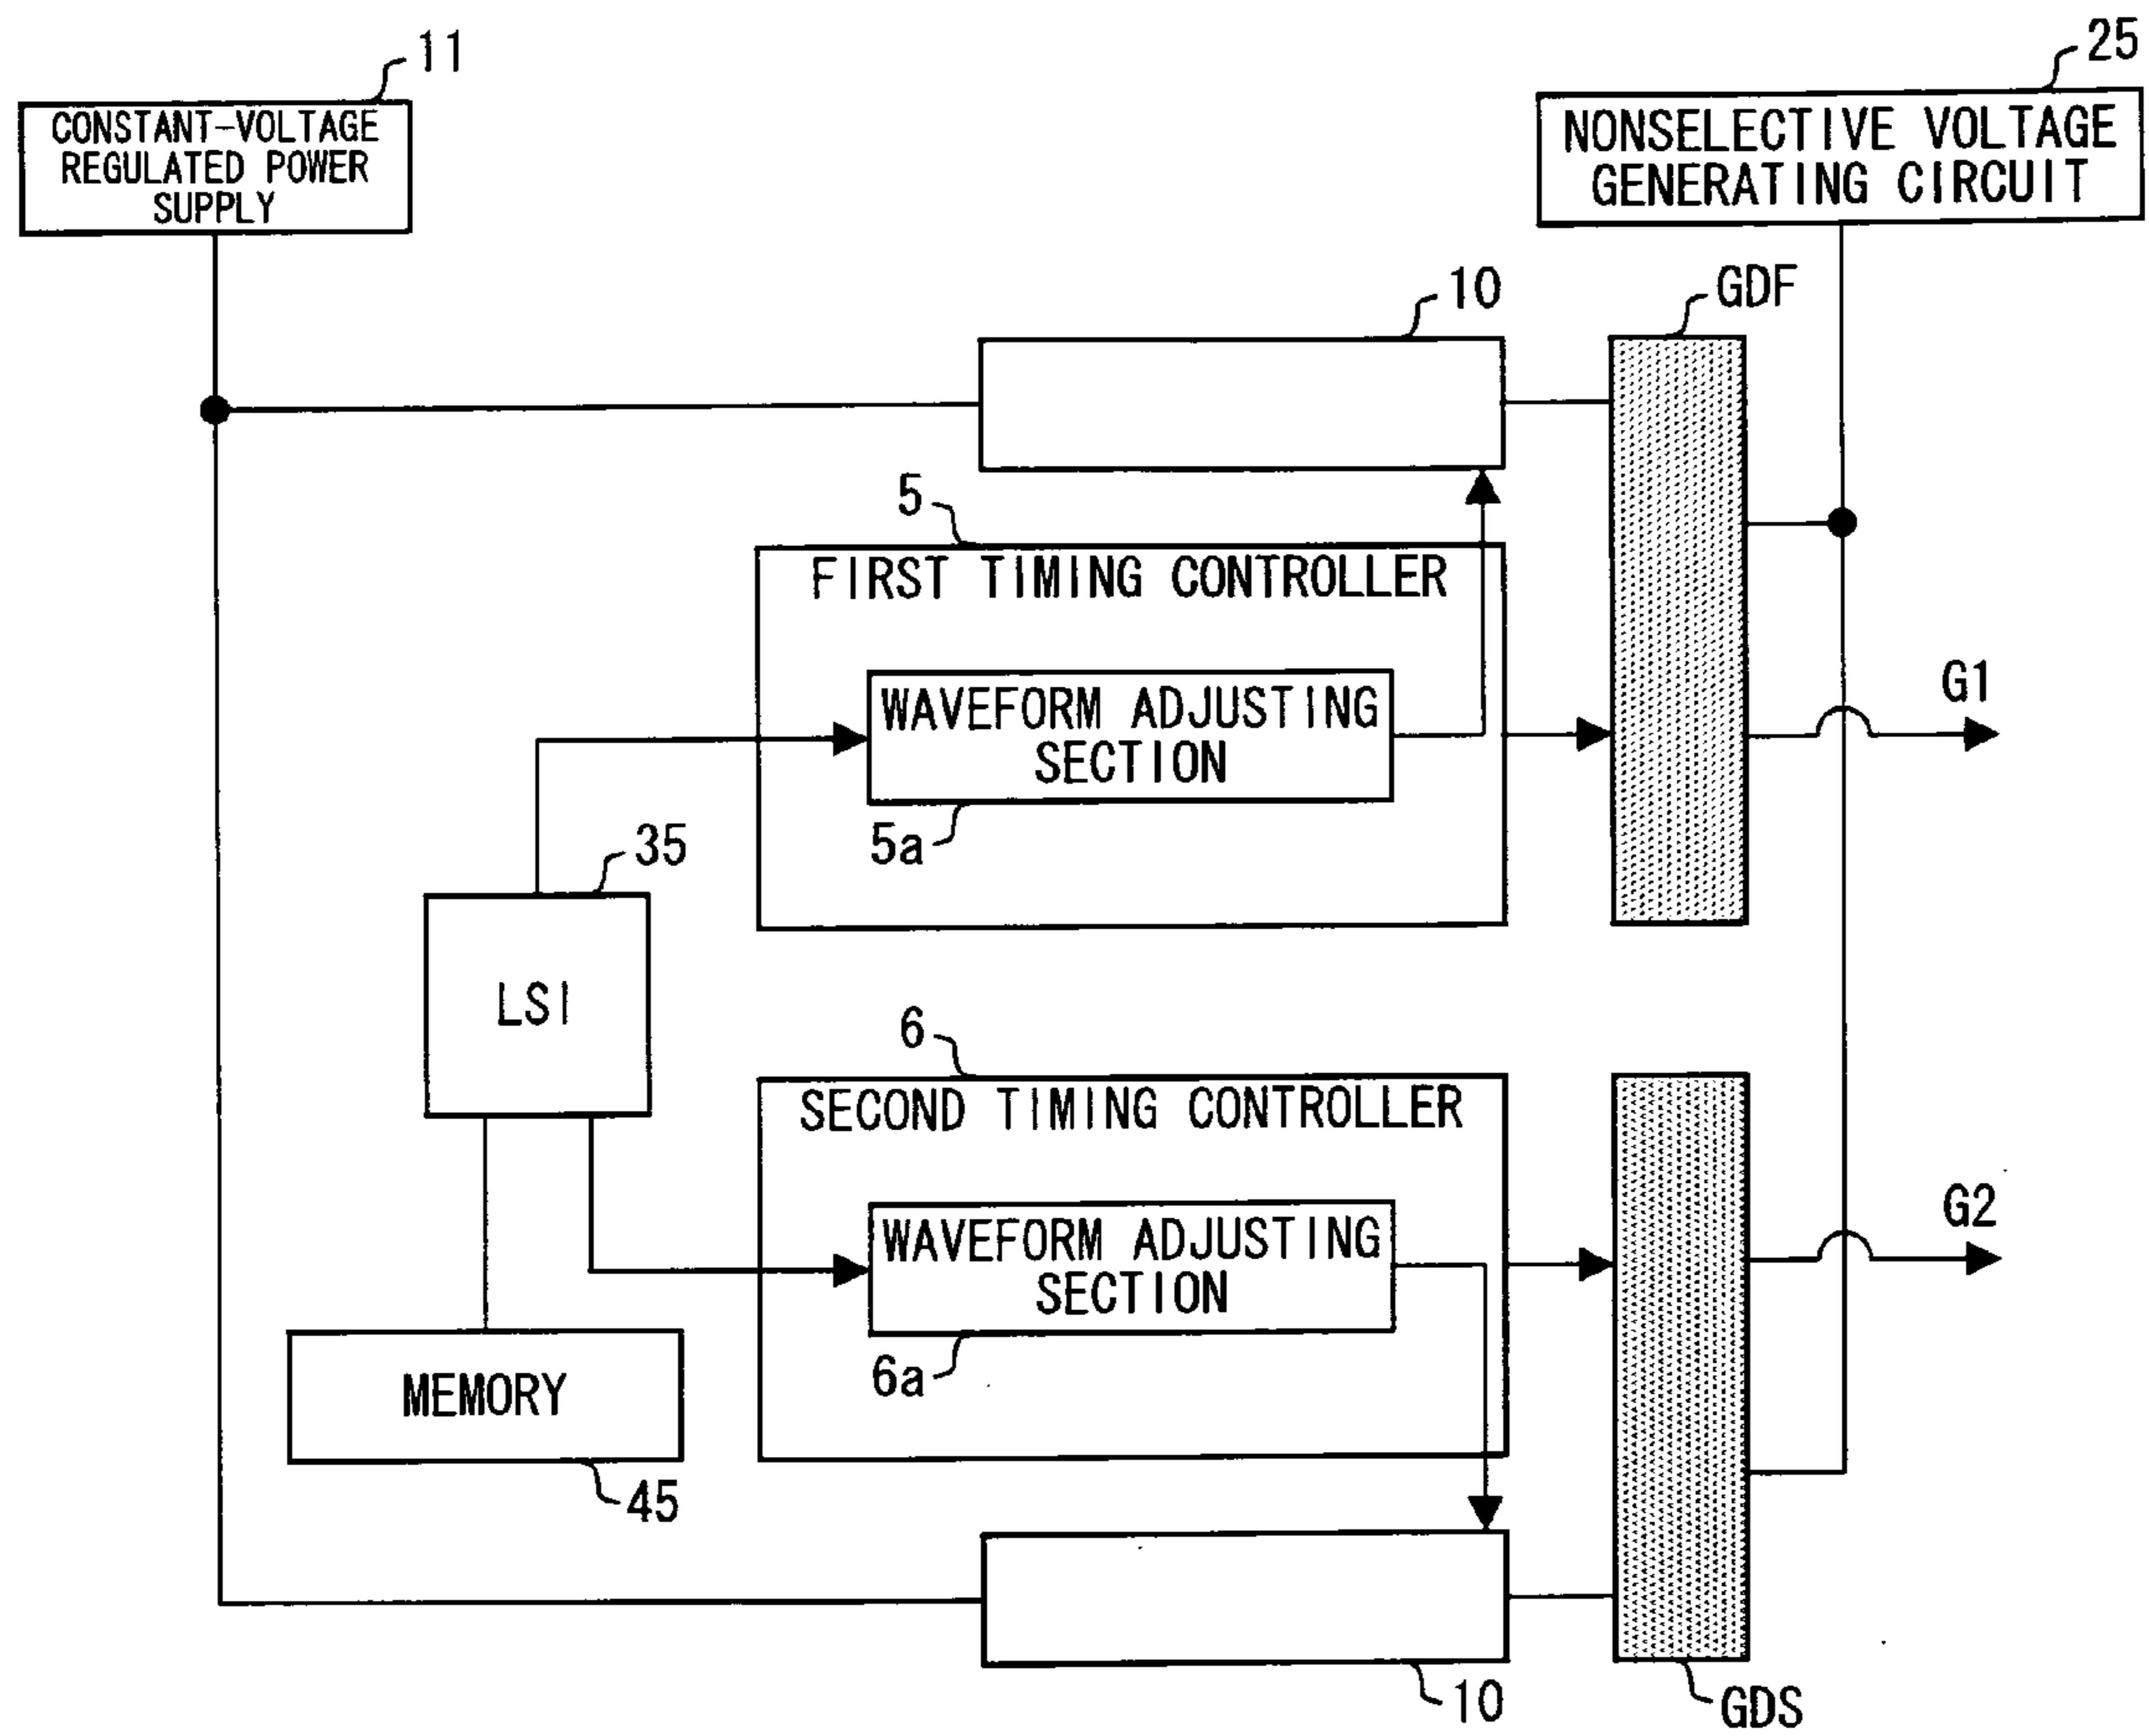 11
25
CONSTANT-VOLTAGE
REGULATED POWER
SUPPLY
NONSELECTIVE VOLTAGE
GENERATING CIRCUIT
10
GDF
5
FIRST TIMING CONTROLLER
G1
WAVEFORM ADJUSTING
SECTION
5a
35
LSI
6
SECOND TIMING CONTROLLER
G2
WAVEFORM ADJUSTING
SECTION
6a
MEMORY
45
10
GDS